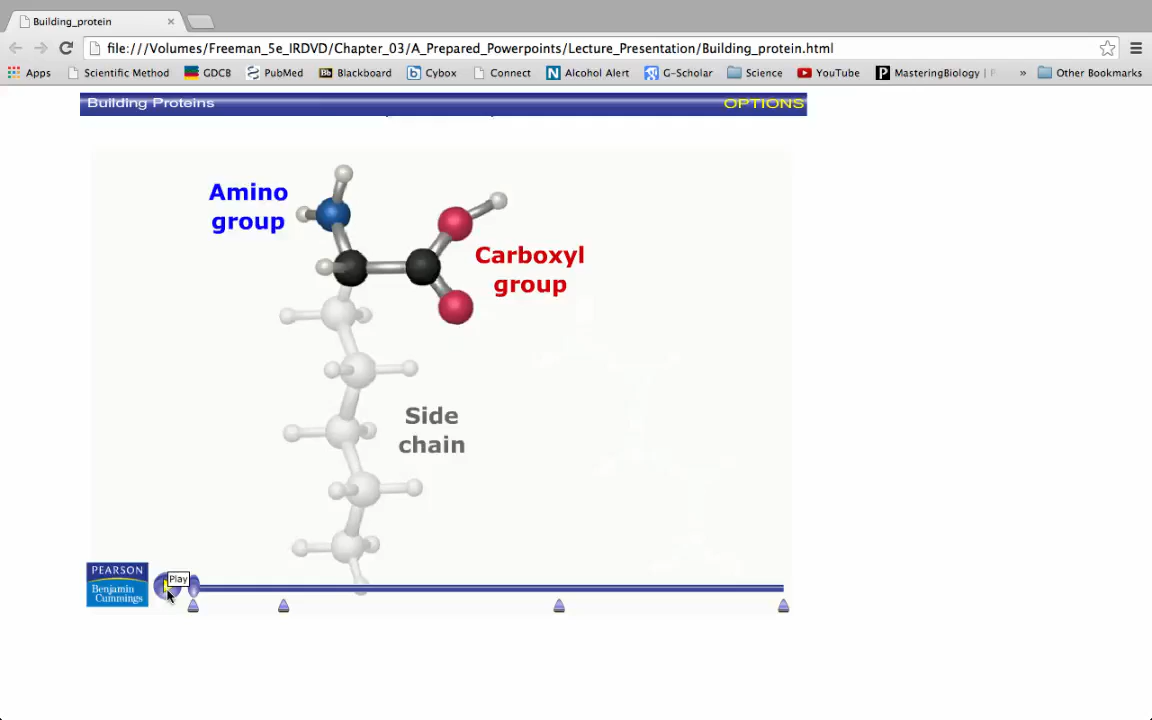 Building_protein
file:///Volumes/Freeman_5e_IRDVD/Chapter_03/A_Prepared_Powerpoints/Lecture_Presentation/Building_protein.html
Apps Scientific Method GDCB PubMed Blackboard Cybox Connect Alcohol Alert G-Scholar Science YouTube MasteringBiology | » Other Bookmarks
Building Proteins OPTIONS
Amino
group
Carboxyl
group
Side
chain
PEARSON
Benjamin
Cummings
Play